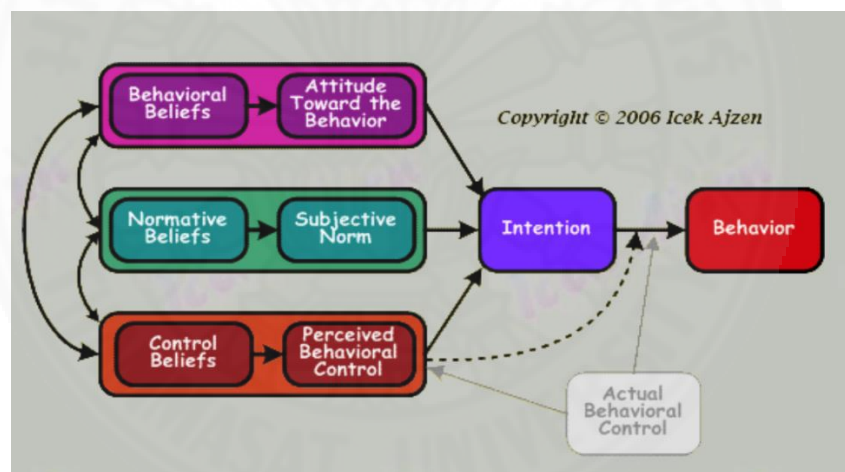 Behavioral
Beliefs
Attitude
Toward the
Behavior
Copyright © 2006 Icek Ajzen
Normative
Beliefs
Subjective
Norm
Intention
Behavior
Control
Beliefs
Perceived
Behavioral
Control
Actual
Behavioral
Control